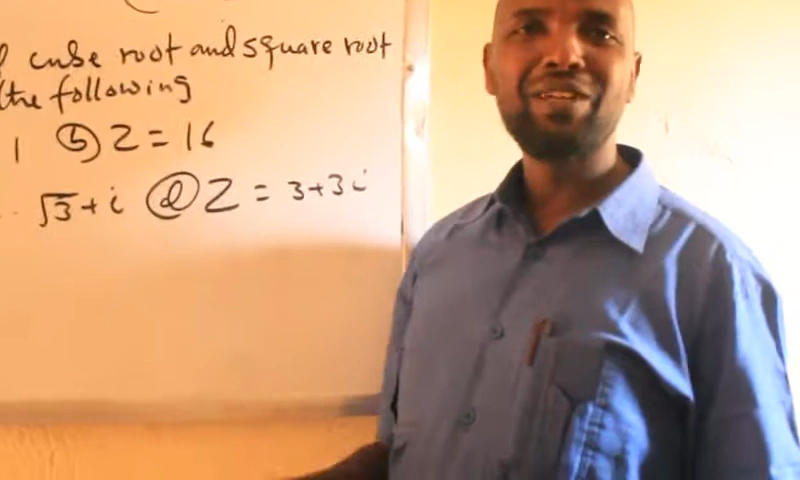 cube root and square root
the following
1 ⓑ Z = 16
√3 + i ⓓ Z = 3+3i